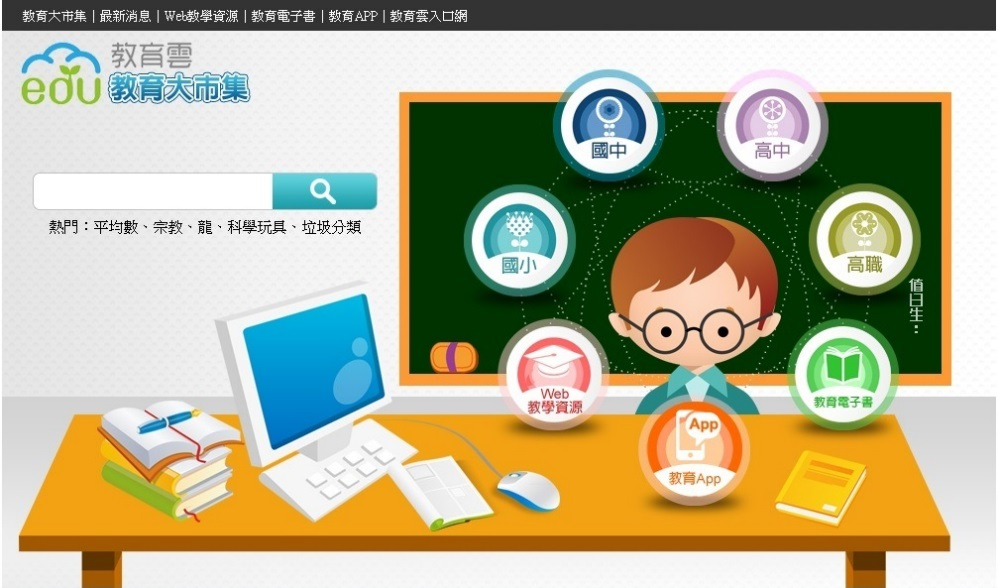 教育大市集 | 最新消息 | Web教學資源 | 教育電子書 | 教育APP | 教育雲入口網
教育雲
edu 教育大市集
熱門：平均數、宗教、龍、科學玩具、垃圾分類
國中
高中
國小
高職
值日生：
Web
教學資源
教育電子書
App
教育App